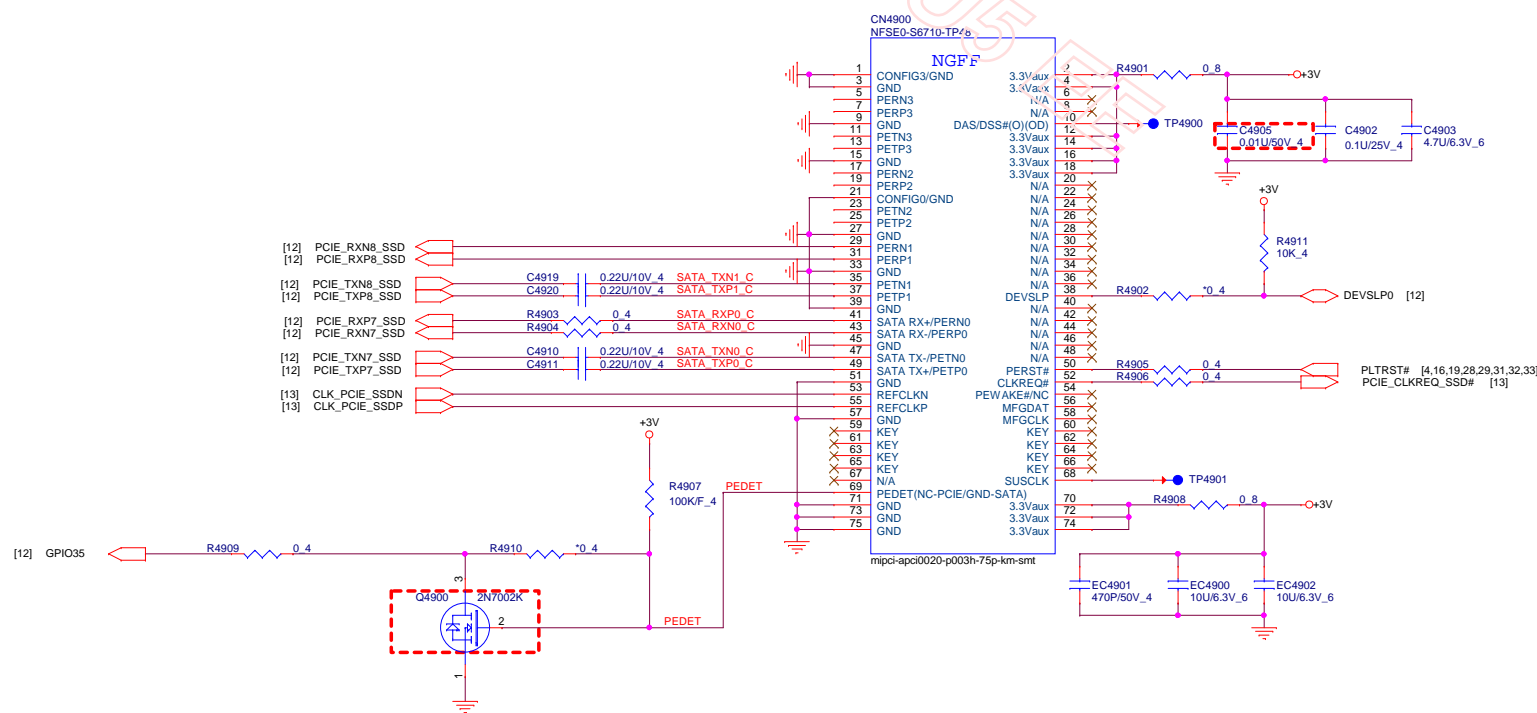 CN4900
NFSE0-S6710-TP48
NGFF
1 CONFIG3/GND 3.3Vaux 2 R4901 0_8 +3V
3 GND 3.3Vaux 4
5 PERN3 N/A 6
7 PERP3 N/A 8
9 GND DAS/DSS#(O)(OD) 10 TP4900
11 PETN3 3.3Vaux 12
13 PETP3 3.3Vaux 14
15 GND 3.3Vaux 16
17 PERN2 3.3Vaux 18
19 PERP2 N/A 20
21 CONFIG0/GND N/A 22
23 PETN2 N/A 24
25 PETP2 N/A 26
27 GND N/A 28
[12] PCIE_RXN8_SSD 29 PERN1 N/A 30
[12] PCIE_RXP8_SSD 31 PERP1 N/A 32
33 GND N/A 34
[12] PCIE_TXN8_SSD C4919 0.22U/10V_4 SATA_TXN1_C 35 PETN1 N/A 36
[12] PCIE_TXP8_SSD C4920 0.22U/10V_4 SATA_TXP1_C 37 PETP1 DEVSLP 38 R4902 *0_4 DEVSLP0 [12]
39 GND N/A 40
[12] PCIE_RXP7_SSD R4903 0_4 SATA_RXP0_C 41 SATA RX+/PERN0 N/A 42
[12] PCIE_RXN7_SSD R4904 0_4 SATA_RXN0_C 43 SATA RX-/PERP0 N/A 44
45 GND N/A 46
[12] PCIE_TXN7_SSD C4910 0.22U/10V_4 SATA_TXN0_C 47 SATA TX-/PETN0 N/A 48
[12] PCIE_TXP7_SSD C4911 0.22U/10V_4 SATA_TXP0_C 49 SATA TX+/PETP0 PERST# 50 R4905 0_4 PLTRST# [4,16,19,28,29,31,32,33]
51 GND CLKREQ# 52 R4906 0_4 PCIE_CLKREQ_SSD# [13]
[13] CLK_PCIE_SSDN 53 REFCLKN PEWAKE#/NC 54
[13] CLK_PCIE_SSDP 55 REFCLKP MFGDAT 56
57 GND MFGCLK 58
59 KEY KEY 60
61 KEY KEY 62
63 KEY KEY 64
65 KEY KEY 66
67 N/A SUSCLK 68 TP4901
69 PEDET(NC-PCIE/GND-SATA)
71 GND 3.3Vaux 70 R4908 0_8 +3V
73 GND 3.3Vaux 72
75 GND 3.3Vaux 74
mipci-apci0020-p003h-75p-km-smt
C4905
0.01U/50V_4
C4902
0.1U/25V_4
C4903
4.7U/6.3V_6
+3V
R4911
10K_4
+3V
R4907
100K/F_4
PEDET
[12] GPIO35 R4909 0_4 R4910 *0_4
3
Q4900 2N7002K
2 PEDET
1
EC4901
470P/50V_4
EC4900
10U/6.3V_6
EC4902
10U/6.3V_6
U5 EE